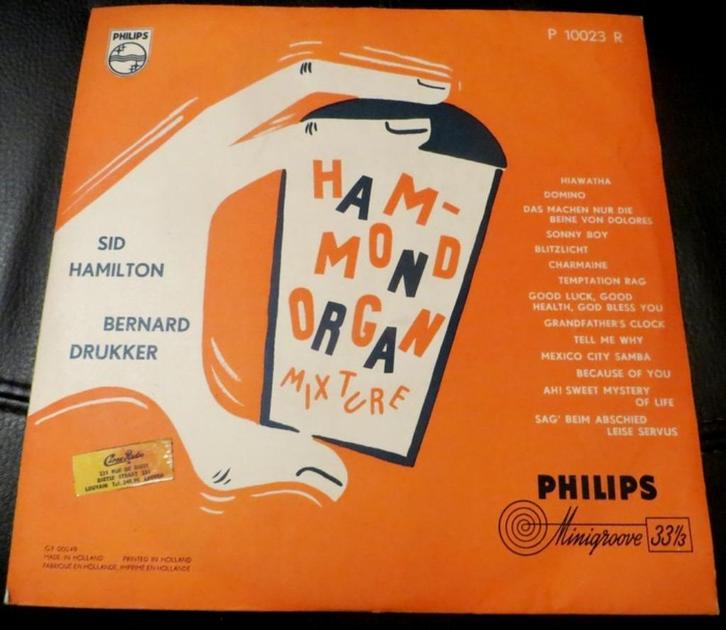 PHILIPS
P 10023 R
HAM-
MOND
ORGAN
MIXTURE
SID
HAMILTON
BERNARD
DRUKKER
HIAWATHA
DOMINO
DAS MACHEN NUR DIE
BEINE VON DOLORES
SONNY BOY
BLITZLICHT
CHARMAINE
TEMPTATION RAG
GOOD LUCK, GOOD
HEALTH, GOD BLESS YOU
GRANDFATHER'S CLOCK
TELL ME WHY
MEXICO CITY SAMBA
BECAUSE OF YOU
AH! SWEET MYSTERY
OF LIFE
SAG' BEIM ABSCHIED
LEISE SERVUS
PHILIPS
Minigroove 33⅓
MADE IN HOLLAND PRINTED IN HOLLAND
FABRIQUÉ EN HOLLANDE, IMPRIMÉ EN HOLLANDE